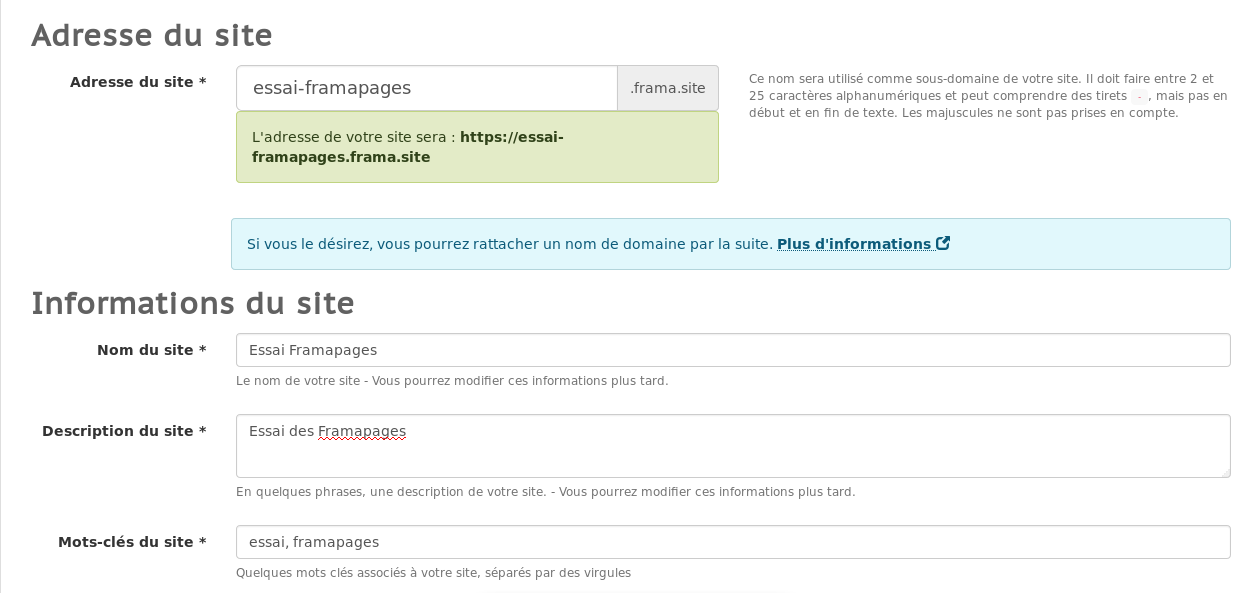 Adresse du site
Adresse du site *
essai-framapages
.frama.site
Ce nom sera utilisé comme sous-domaine de votre site. Il doit faire entre 2 et
25 caractères alphanumériques et peut comprendre des tirets - , mais pas en
début et en fin de texte. Les majuscules ne sont pas prises en compte.
L'adresse de votre site sera : https://essai-
framapages.frama.site
Si vous le désirez, vous pourrez rattacher un nom de domaine par la suite. Plus d'informations
Informations du site
Nom du site *
Essai Framapages
Le nom de votre site - Vous pourrez modifier ces informations plus tard.
Description du site *
Essai des Framapages
En quelques phrases, une description de votre site. - Vous pourrez modifier ces informations plus tard.
Mots-clés du site *
essai, framapages
Quelques mots clés associés à votre site, séparés par des virgules